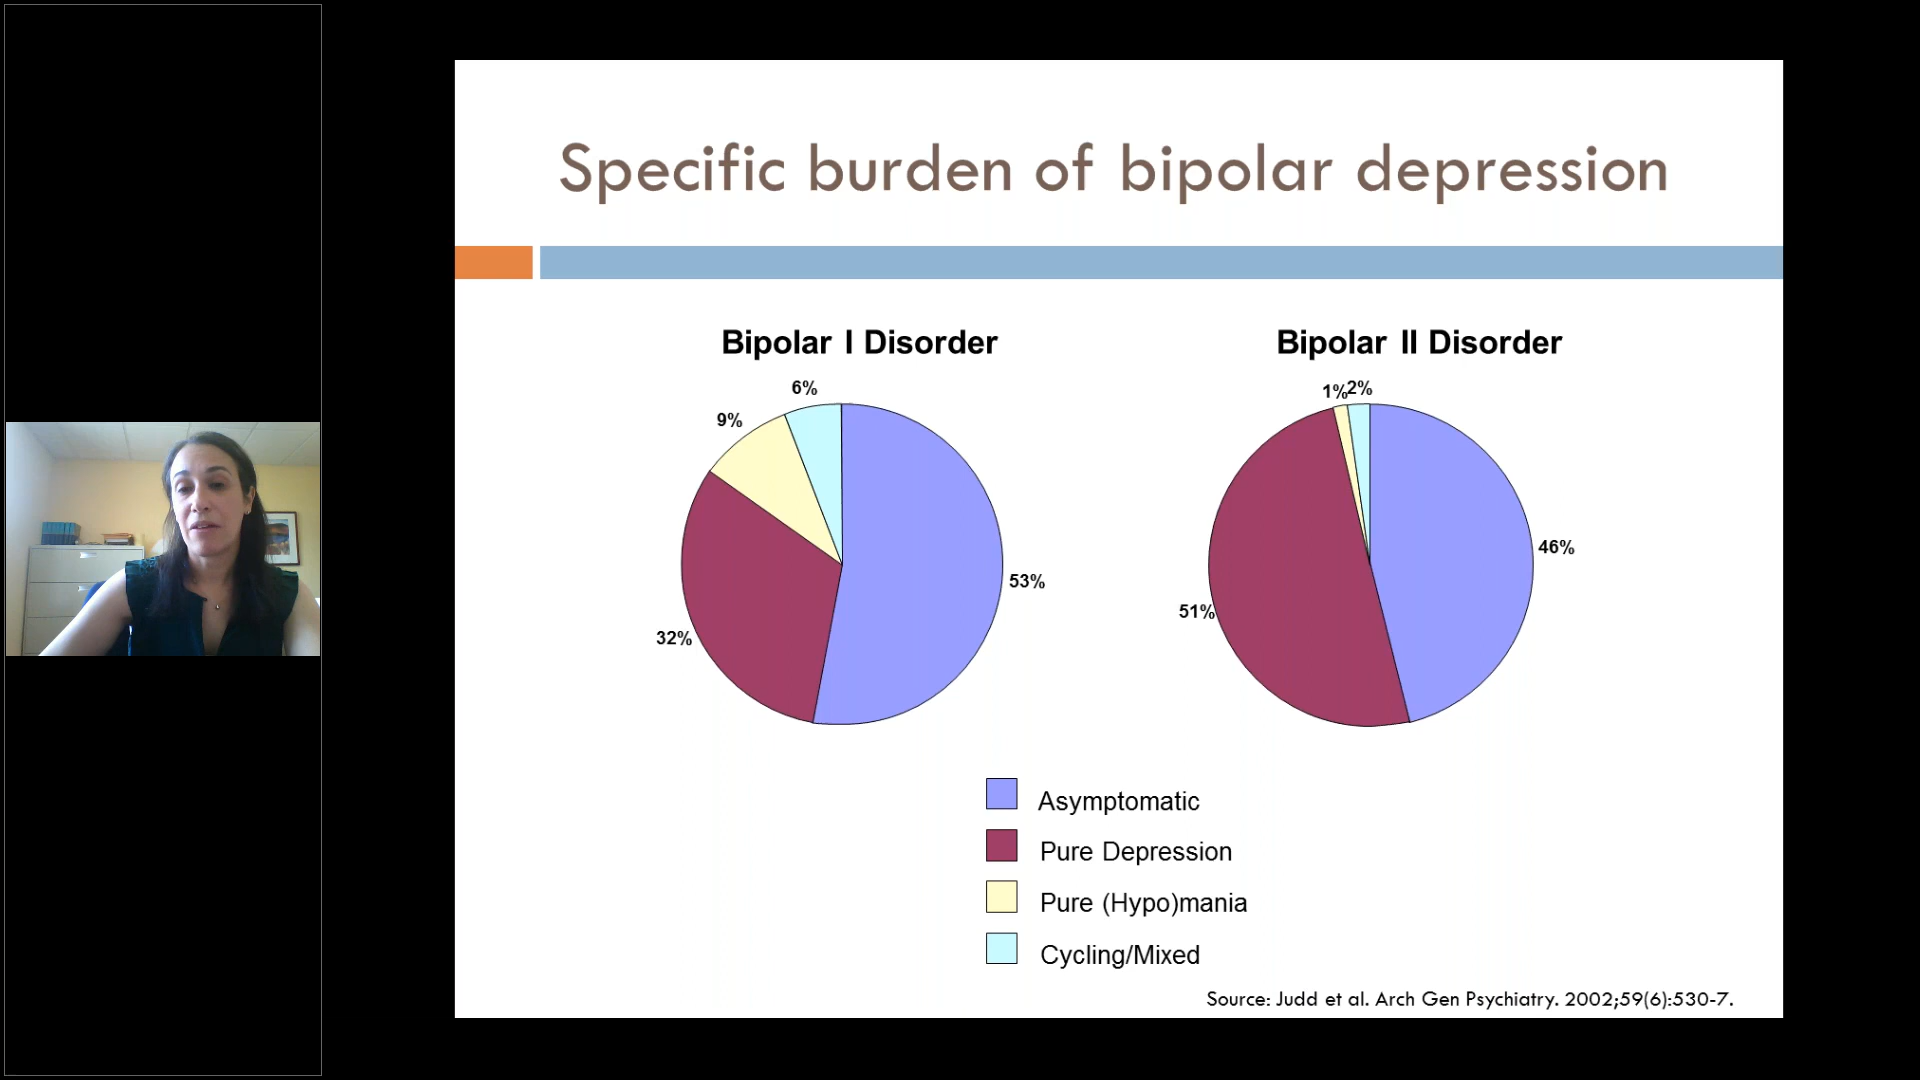 Specific burden of bipolar depression
Bipolar I Disorder
6%
9%
53%
32%
Bipolar II Disorder
1%
2%
46%
51%
Asymptomatic
Pure Depression
Pure (Hypo)mania
Cycling/Mixed
Source: Judd et al. Arch Gen Psychiatry. 2002;59(6):530-7.